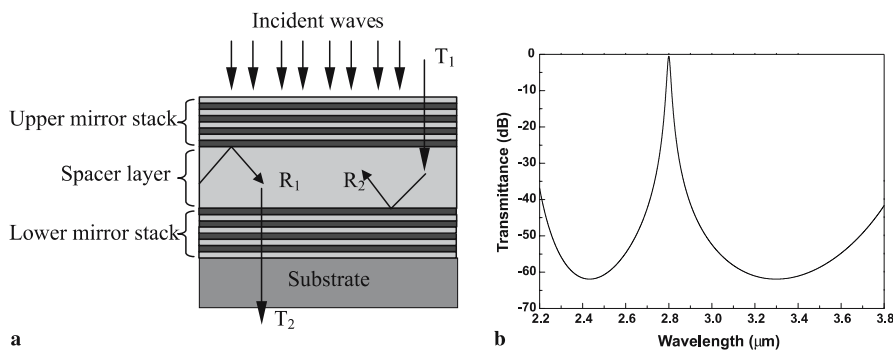 Incident waves
T1
Upper mirror stack
Spacer layer
R1
R2
Lower mirror stack
Substrate
T2
a
0
-10
-20
-30
-40
-50
-60
-70
Transmittance (dB)
2.2 2.4 2.6 2.8 3.0 3.2 3.4 3.6 3.8
Wavelength (μm)
b